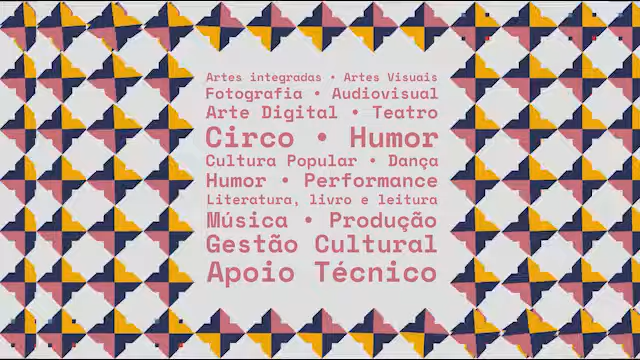 Artes integradas • Artes Visuais
Fotografia • Audiovisual
Arte Digital • Teatro
Circo • Humor
Cultura Popular • Dança
Humor • Performance
Literatura, livro e leitura
Música • Produção
Gestão Cultural
Apoio Técnico